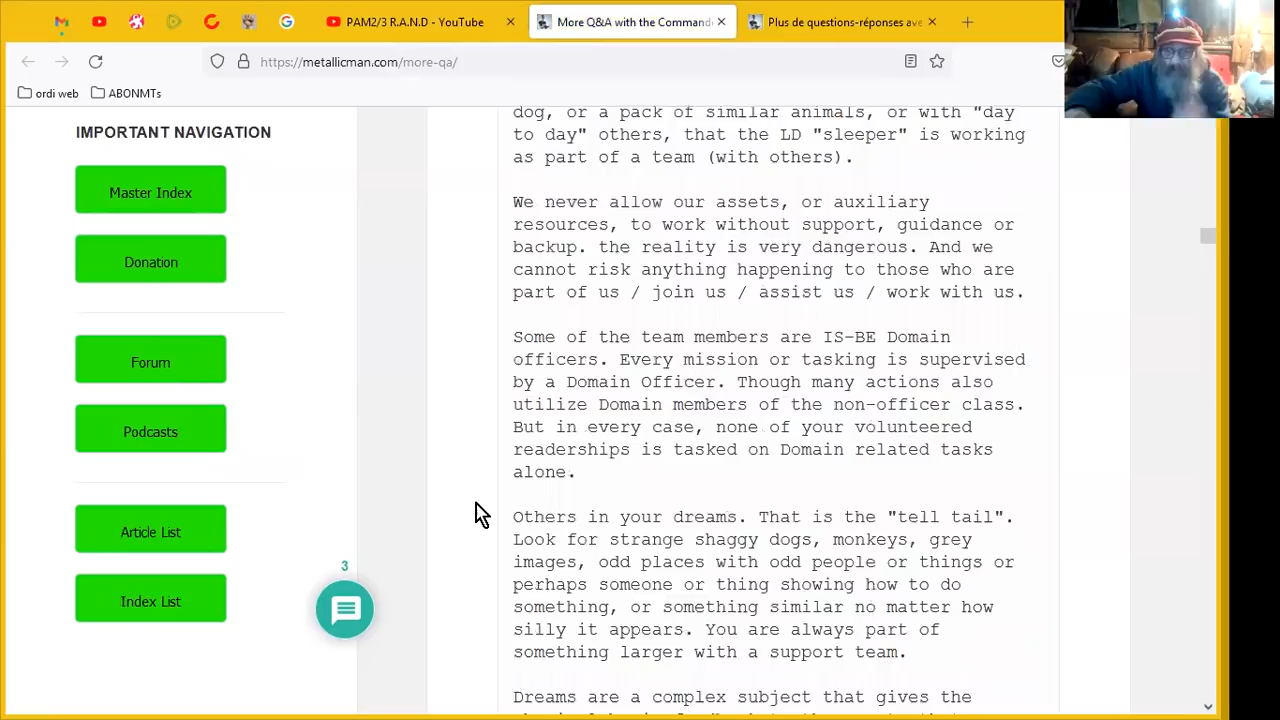 PAM2/3 R.A.N.D - YouTube
More Q&A with the Command
Plus de questions-réponses ave
https://metallicman.com/more-qa/
ordi web
ABONMTs
IMPORTANT NAVIGATION
Master Index
Donation
Forum
Podcasts
Article List
Index List
3
dog, or a pack of similar animals, or with "day
to day" others, that the LD "sleeper" is working
as part of a team (with others).
We never allow our assets, or auxiliary
resources, to work without support, guidance or
backup. the reality is very dangerous. And we
cannot risk anything happening to those who are
part of us / join us / assist us / work with us.
Some of the team members are IS-BE Domain
officers. Every mission or tasking is supervised
by a Domain Officer. Though many actions also
utilize Domain members of the non-officer class.
But in every case, none of your volunteered
readerships is tasked on Domain related tasks
alone.
Others in your dreams. That is the "tell tail".
Look for strange shaggy dogs, monkeys, grey
images, odd places with odd people or things or
perhaps someone or thing showing how to do
something, or something similar no matter how
silly it appears. You are always part of
something larger with a support team.
Dreams are a complex subject that gives the